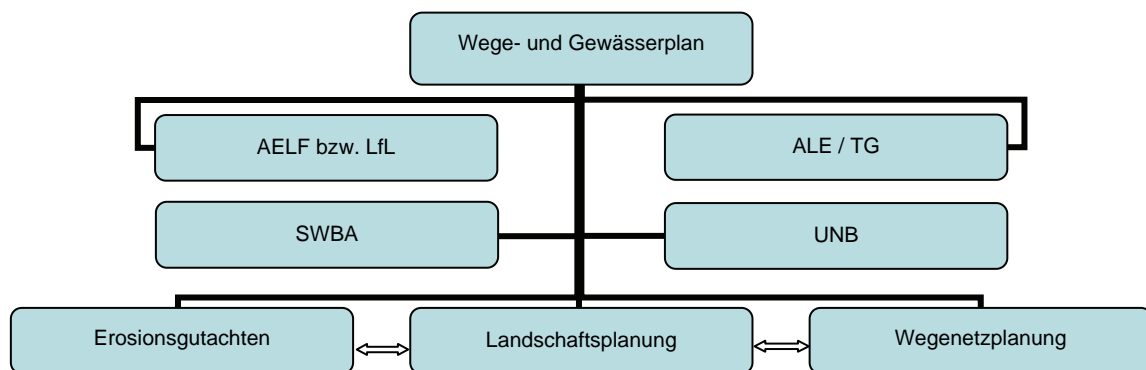 Wege- und Gewässerplan
AELF bzw. LfL
ALE / TG
SWBA
UNB
Erosionsgutachten
Landschaftsplanung
Wegenetzplanung